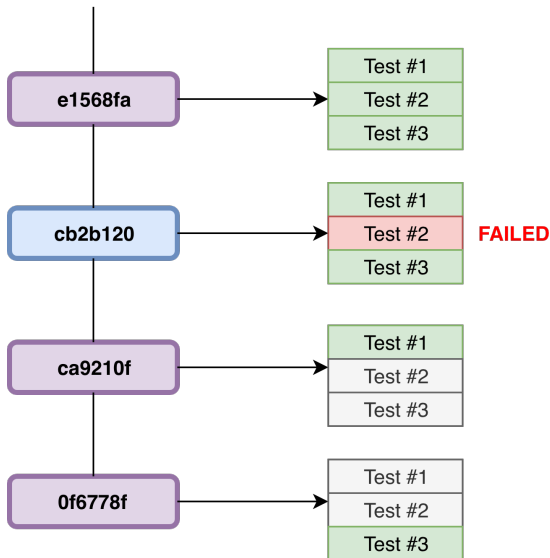 e1568fa
Test #1
Test #2
Test #3
cb2b120
Test #1
Test #2 FAILED
Test #3
ca9210f
Test #1
Test #2
Test #3
0f6778f
Test #1
Test #2
Test #3